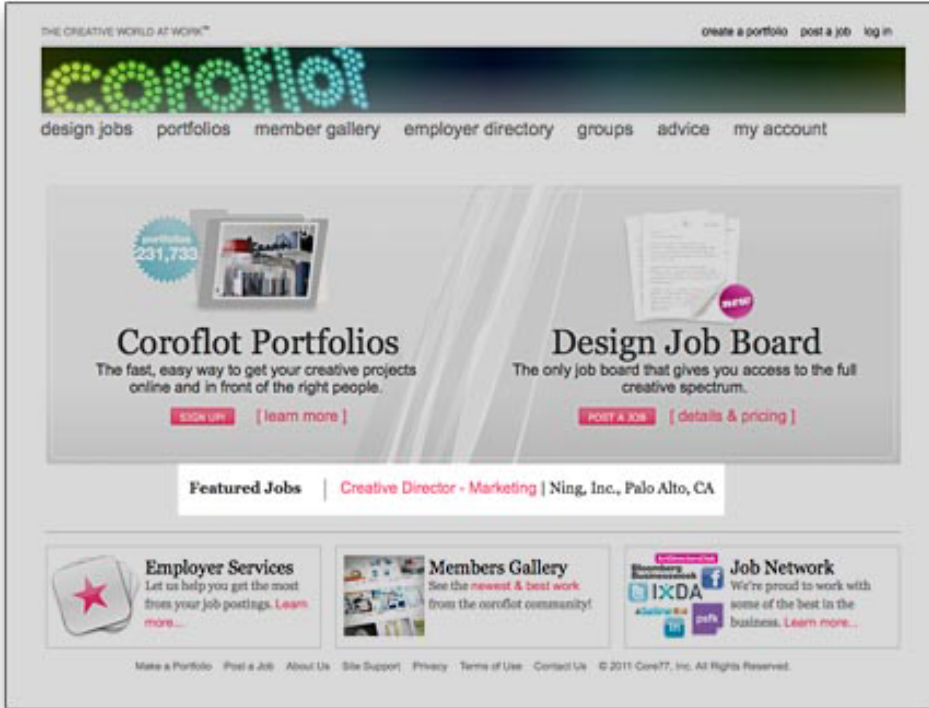 THE CREATIVE WORLD AT WORK™
create a portfolio post a job log in
coroflot
design jobs portfolios member gallery employer directory groups advice my account
portfolios
231,733
new
Coroflot Portfolios
The fast, easy way to get your creative projects
online and in front of the right people.
SIGN UP! [ learn more ]
Design Job Board
The only job board that gives you access to the full
creative spectrum.
POST A JOB [ details & pricing ]
Featured Jobs | Creative Director - Marketing | Ning, Inc., Palo Alto, CA
Employer Services
Let us help you get the most
from your job postings. Learn
more...
Members Gallery
See the newest & best work
from the coroflot community!
Bloomberg
Businessweek
IXDA
psfk
in
Job Network
We're proud to work with
some of the best in the
business. Learn more...
Make a Portfolio Post a Job About Us Site Support Privacy Terms of Use Contact Us © 2011 Core77, Inc. All Rights Reserved.